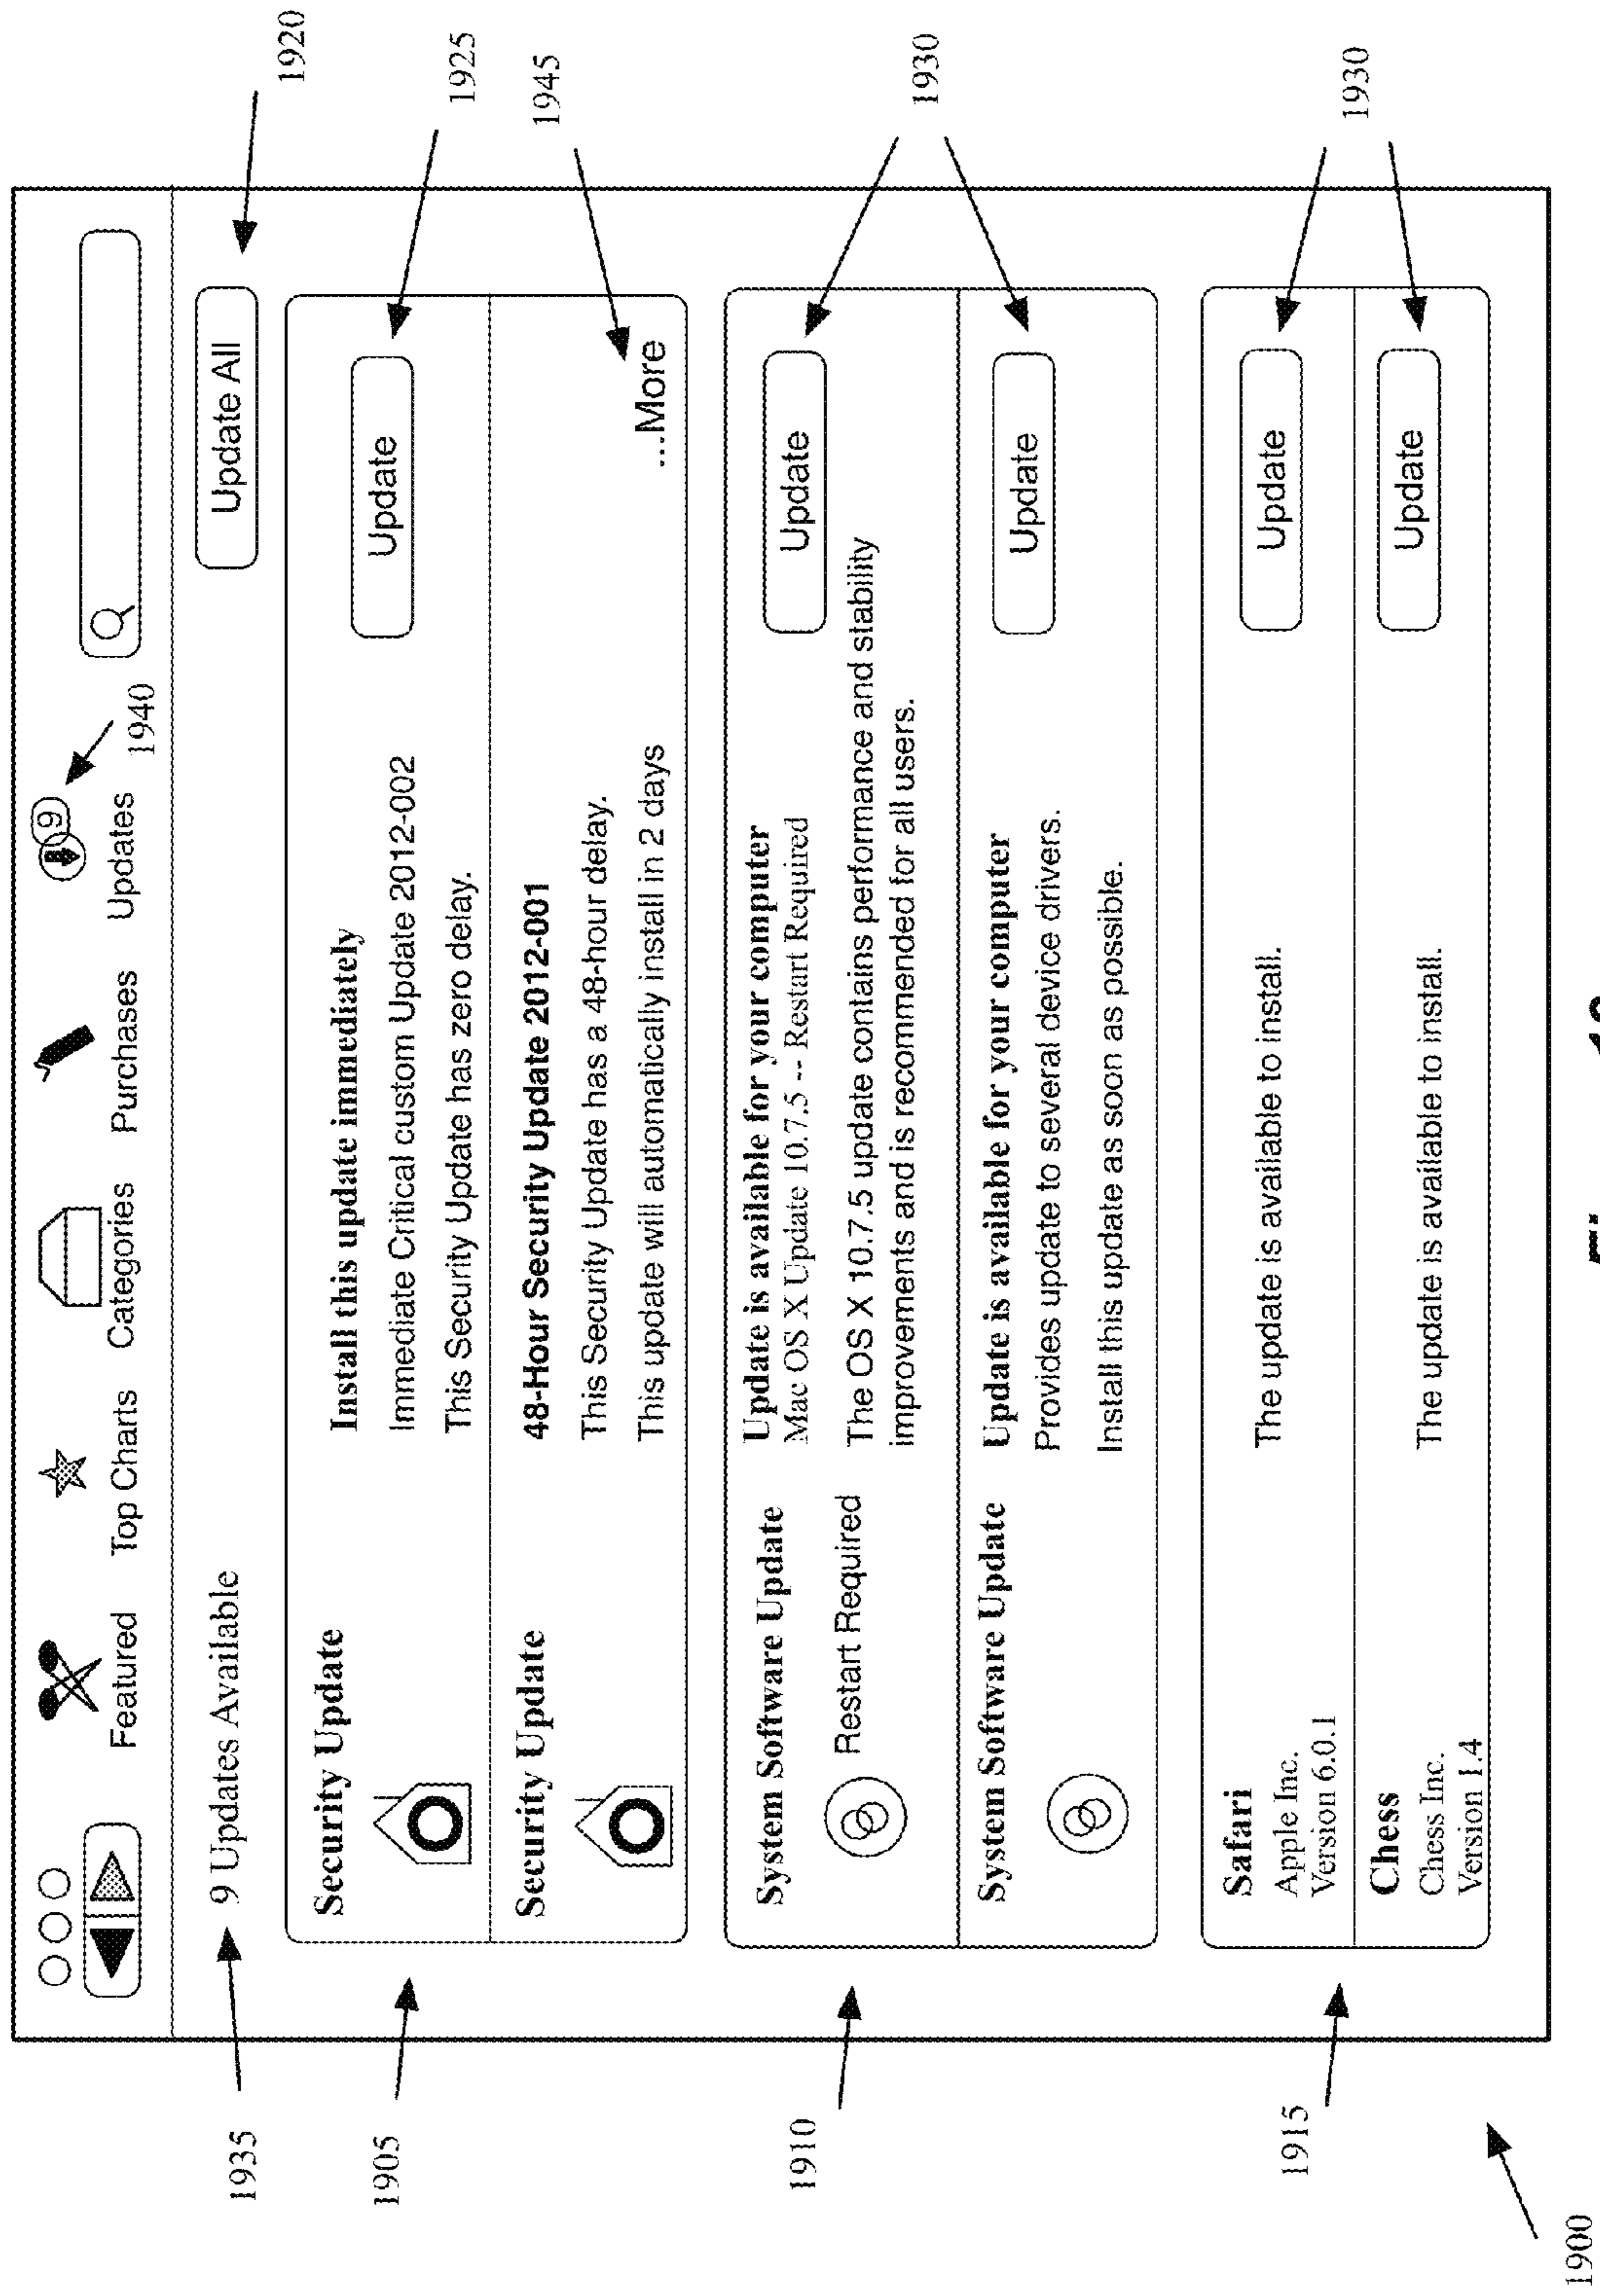 1940
9
Featured
Top Charts
Categories
Purchases
Updates
1935
9 Updates Available
Update All
1920
1905
Security Update
Install this update immediately
Immediate Critical custom Update 2012-002
This Security Update has zero delay.
Update
1925
Security Update
48-Hour Security Update 2012-001
This Security Update has a 48-hour delay.
This update will automatically install in 2 days
...More
1945
1910
System Software Update
Restart Required
Update is available for your computer
Mac OS X Update 10.7.5 -- Restart Required
The OS X 10.7.5 update contains performance and stability
improvements and is recommended for all users.
Update
1930
System Software Update
Update is available for your computer
Provides update to several device drivers.
Install this update as soon as possible.
Update
1915
Safari
Apple Inc.
Version 6.0.1
The update is available to install.
Update
1930
Chess
Chess Inc.
Version 1.4
The update is available to install.
Update
1900